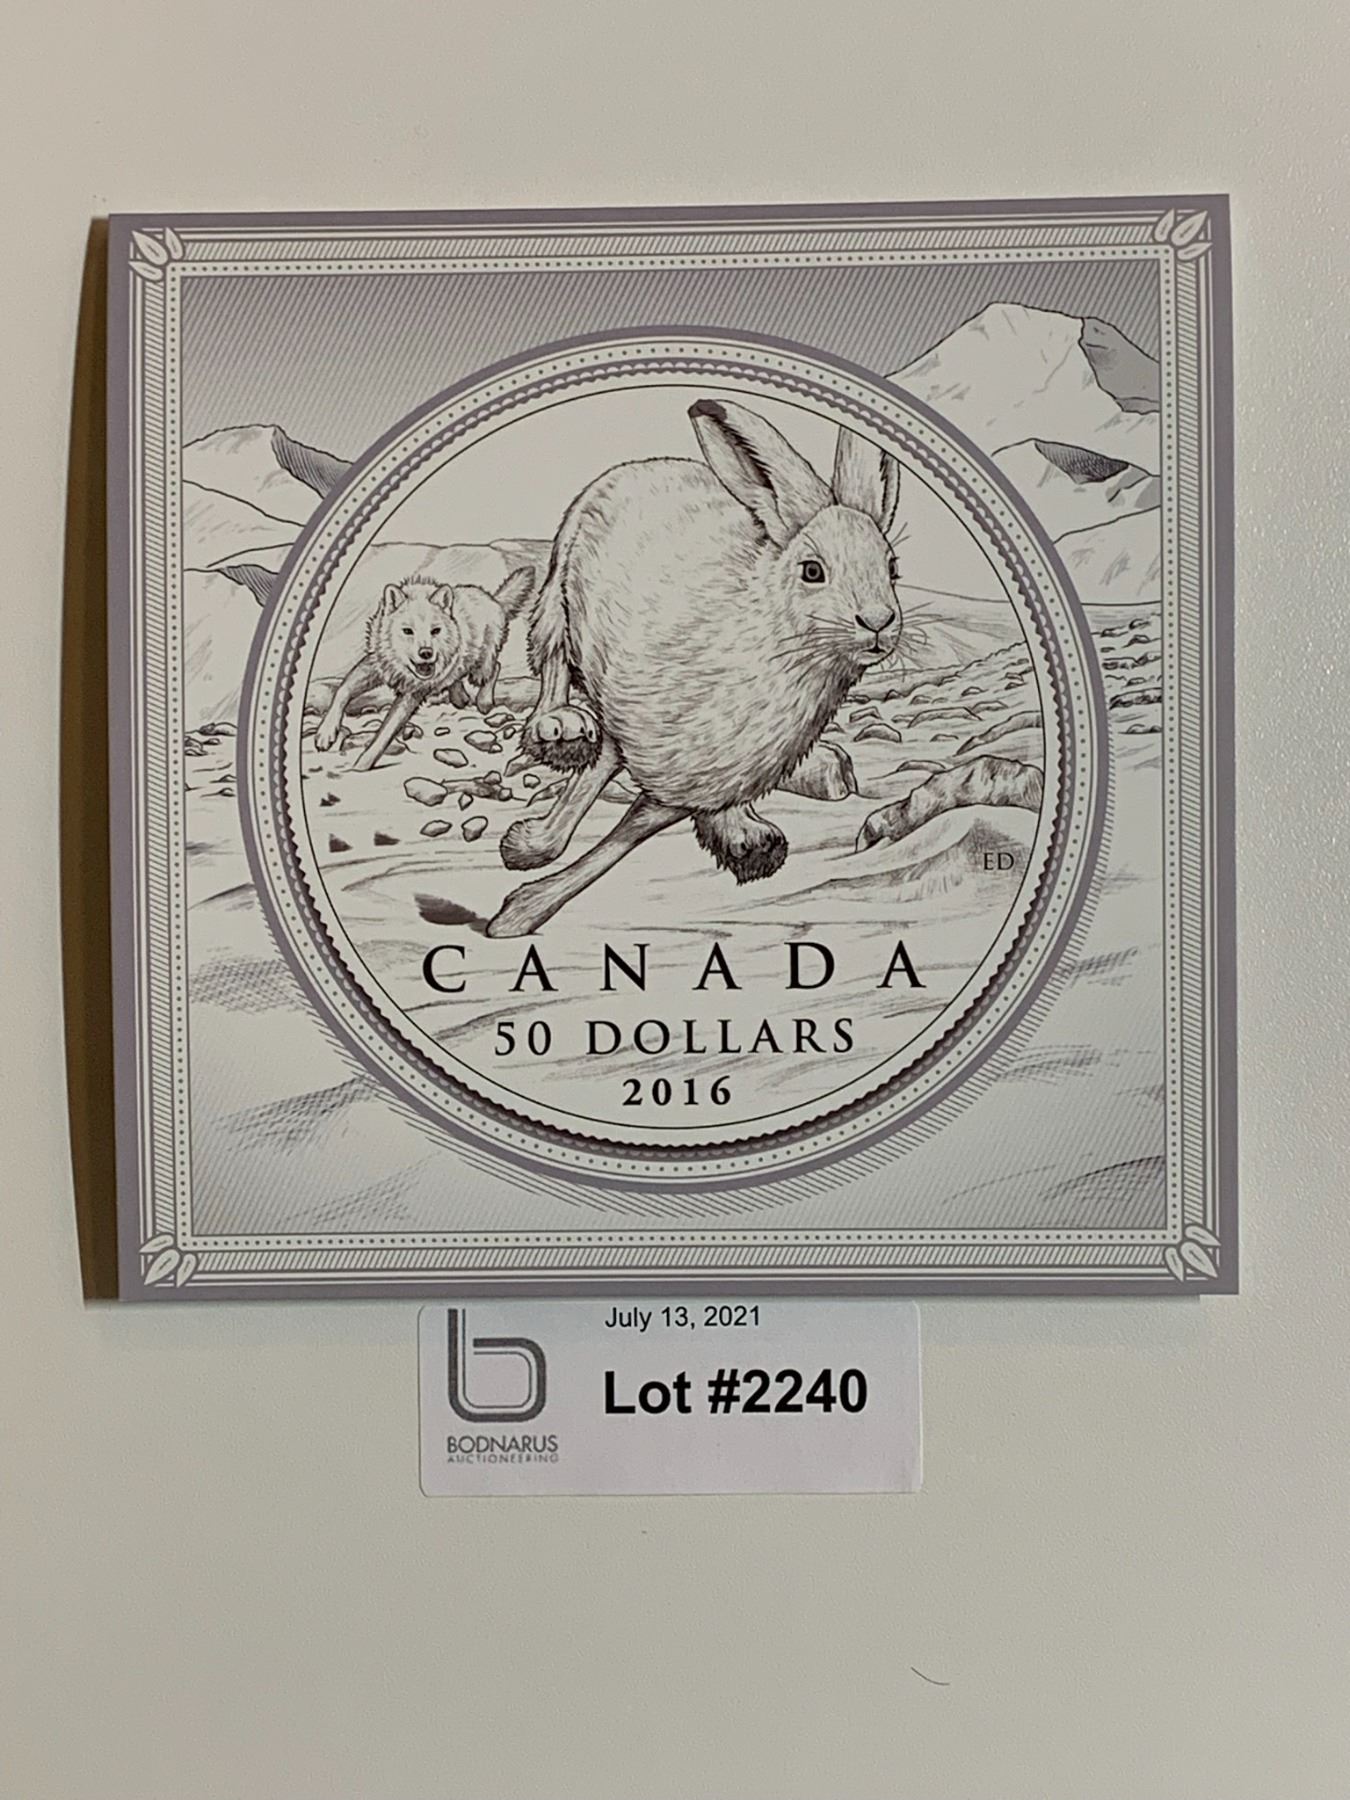 ED
CANADA
50 DOLLARS
2016
July 13, 2021
Lot #2240
BODNARUS
AUCTIONEERING